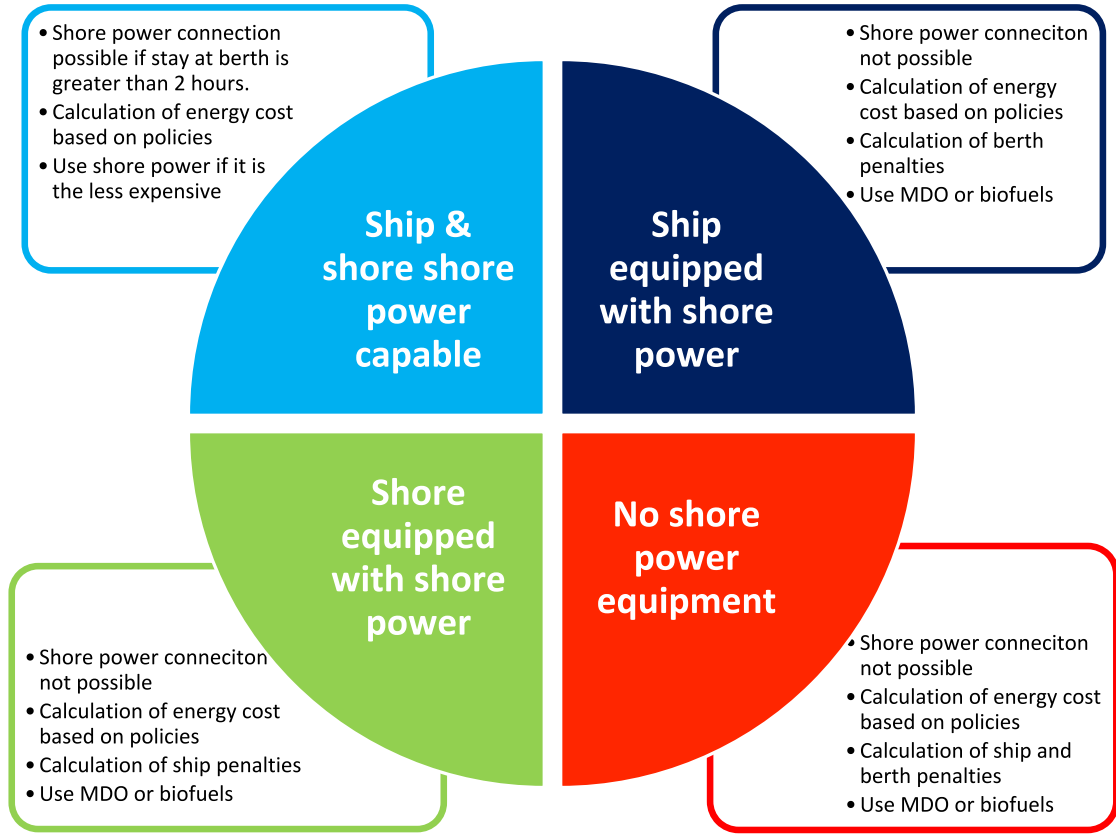 • Shore power connection
possible if stay at berth is
greater than 2 hours.
• Calculation of energy cost
based on policies
• Use shore power if it is
the less expensive
• Shore power conneciton
not possible
• Calculation of energy
cost based on policies
• Calculation of berth
penalties
• Use MDO or biofuels
Ship &
shore shore
power
capable
Ship
equipped
with shore
power
Shore
equipped
with shore
power
No shore
power
equipment
• Shore power conneciton
not possible
• Calculation of energy cost
based on policies
• Calculation of ship penalties
• Use MDO or biofuels
• Shore power conneciton
not possible
• Calculation of energy cost
based on policies
• Calculation of ship and
berth penalties
• Use MDO or biofuels